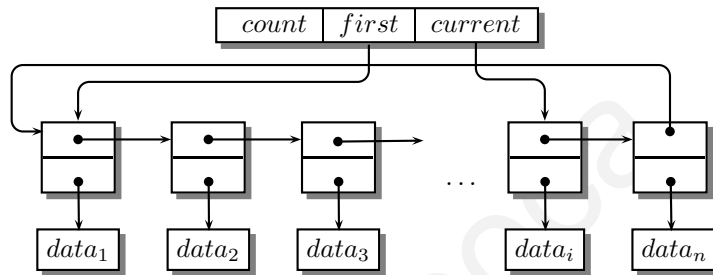 count first current
...
data₁ data₂ data₃ dataᵢ dataₙ